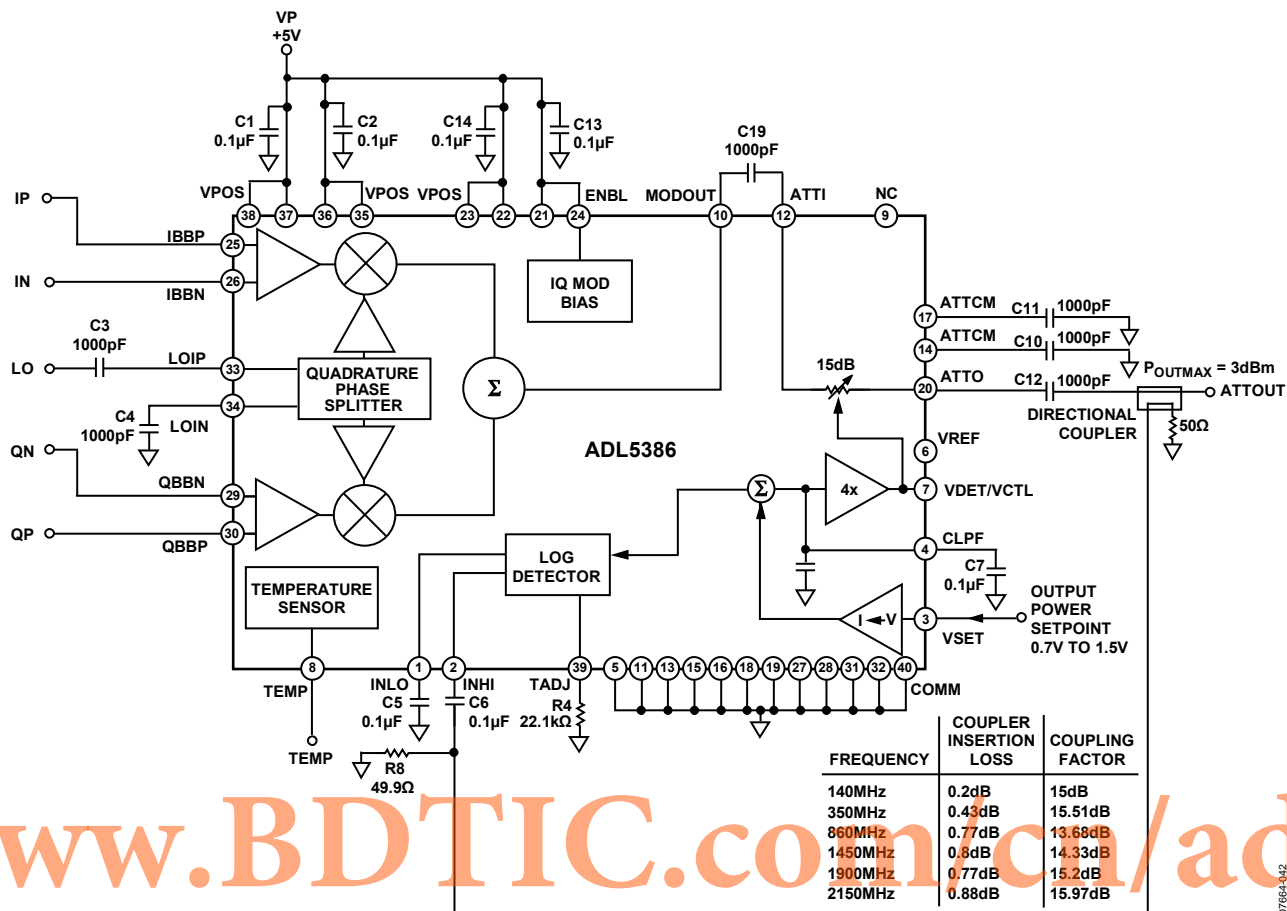 VP
+5V
C1
0.1µF
C2
0.1µF
C14
0.1µF
C13
0.1µF
C19
1000pF
VPOS
VPOS
VPOS
ENBL
MODOUT
ATTI
NC
38
37
36
35
23
22
21
24
10
12
9
IP
IBBP
25
IN
IBBN
26
IQ MOD
BIAS
C3
1000pF
LO
LOIP
33
34
LOIN
C4
1000pF
QUADRATURE
PHASE
SPLITTER
Σ
15dB
17
ATTCM
C11
1000pF
14
ATTCM
C10
1000pF
20
ATTO
C12
1000pF
POUTMAX = 3dBm
ATTOUT
DIRECTIONAL
COUPLER
50Ω
QN
QBBN
29
QP
QBBP
30
ADL5386
VREF
6
Σ
4x
7
VDET/VCTL
CLPF
4
C7
0.1µF
LOG
DETECTOR
TEMPERATURE
SENSOR
I
V
3
VSET
OUTPUT
POWER
SETPOINT
0.7V TO 1.5V
8
1
2
39
5
11
13
15
16
18
19
27
28
31
32
40
TEMP
INLO
INHI
TADJ
COMM
C5
0.1µF
C6
0.1µF
R4
22.1kΩ
TEMP
R8
49.9Ω
FREQUENCY COUPLER INSERTION LOSS COUPLING FACTOR
140MHz 0.2dB 15dB
350MHz 0.43dB 15.51dB
860MHz 0.77dB 13.68dB
1450MHz 0.8dB 14.33dB
1900MHz 0.77dB 15.2dB
2150MHz 0.88dB 15.97dB
07664-042
ww.BDTIC.com/cn/ad